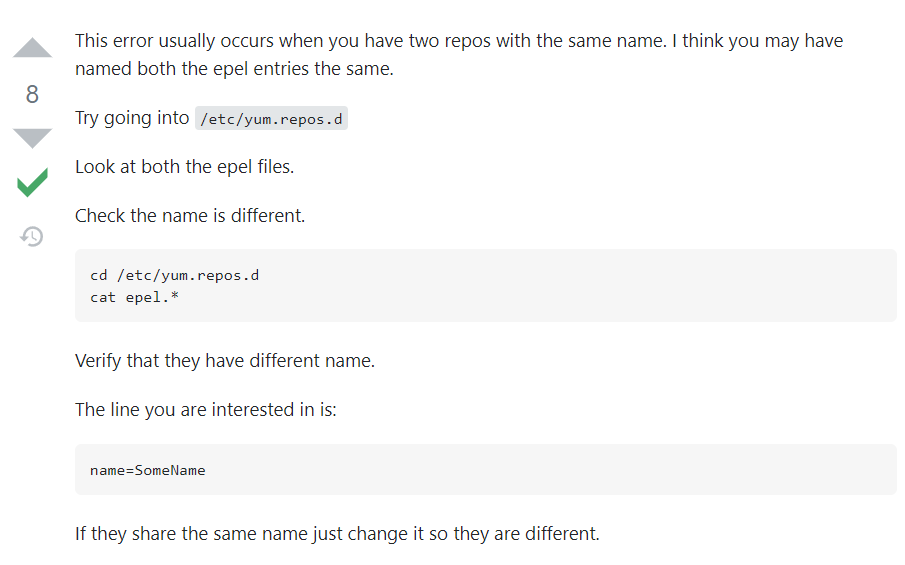 This error usually occurs when you have two repos with the same name. I think you may have
named both the epel entries the same.
8
Try going into /etc/yum.repos.d
Look at both the epel files.
Check the name is different.
cd /etc/yum.repos.d
cat epel.*
Verify that they have different name.
The line you are interested in is:
name=SomeName
If they share the same name just change it so they are different.